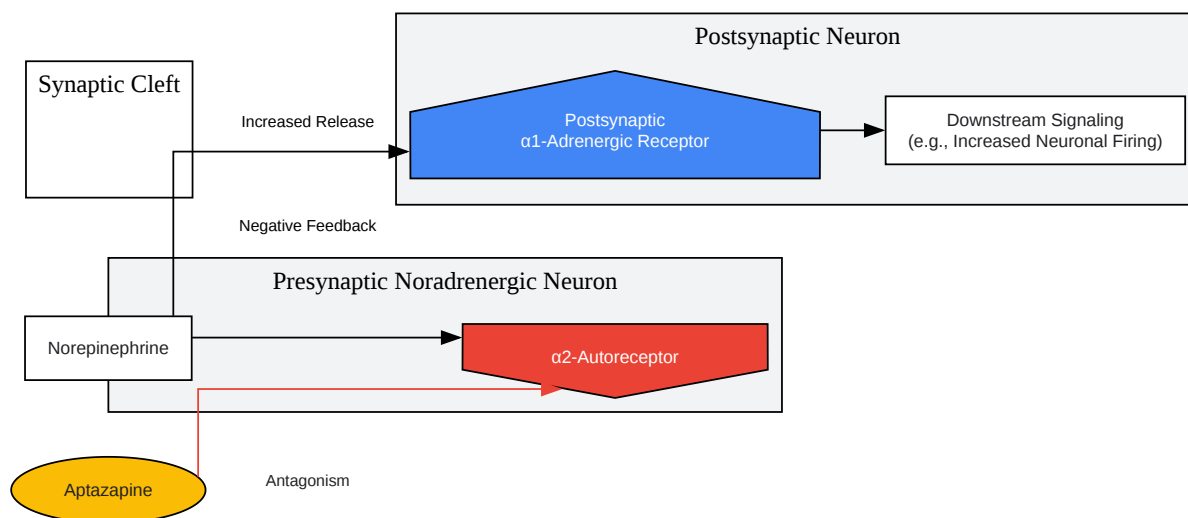 Postsynaptic Neuron
Synaptic Cleft
Increased Release
Postsynaptic
α1-Adrenergic Receptor
Downstream Signaling
(e.g., Increased Neuronal Firing)
Negative Feedback
Presynaptic Noradrenergic Neuron
Norepinephrine
α2-Autoreceptor
Aptazapine
Antagonism